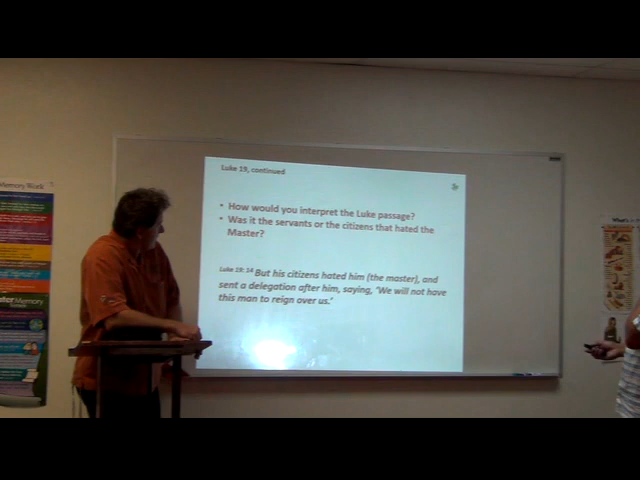 Luke 19, continued
• How would you interpret the Luke passage?
• Was it the servants or the citizens that hated the
Master?
Luke 19: 14 But his citizens hated him (the master), and
sent a delegation after him, saying, 'We will not have
this man to reign over us.'
Memory Work
Memory
What's